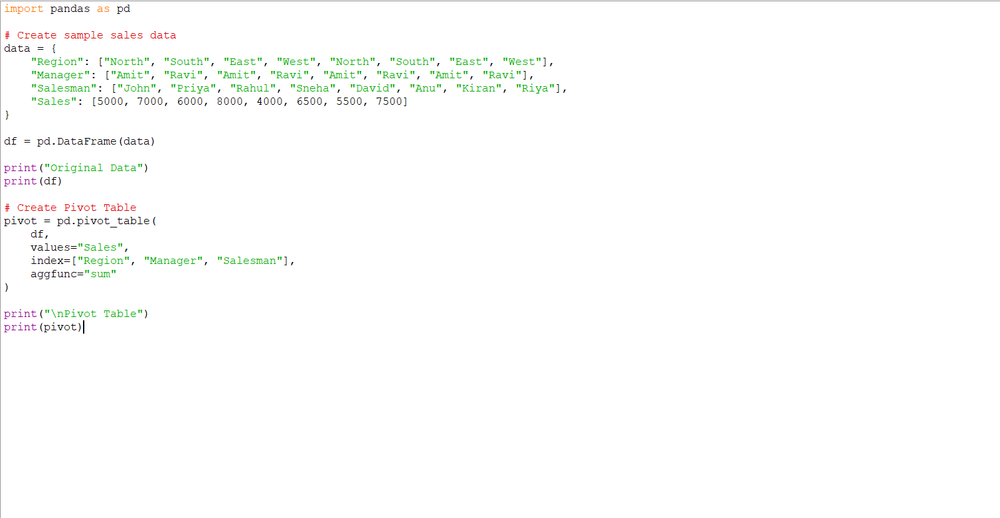 import pandas as pd
# Create sample sales data
data = {
    "Region": ["North", "South", "East", "West", "North", "South", "East", "West"],
    "Manager": ["Amit", "Ravi", "Amit", "Ravi", "Amit", "Ravi", "Amit", "Ravi"],
    "Salesman": ["John", "Priya", "Rahul", "Sneha", "David", "Anu", "Kiran", "Riya"],
    "Sales": [5000, 7000, 6000, 8000, 4000, 6500, 5500, 7500]
}
df = pd.DataFrame(data)
print("Original Data")
print(df)
# Create Pivot Table
pivot = pd.pivot_table(
    df,
    values="Sales",
    index=["Region", "Manager", "Salesman"],
    aggfunc="sum"
)
print("\nPivot Table")
print(pivot)